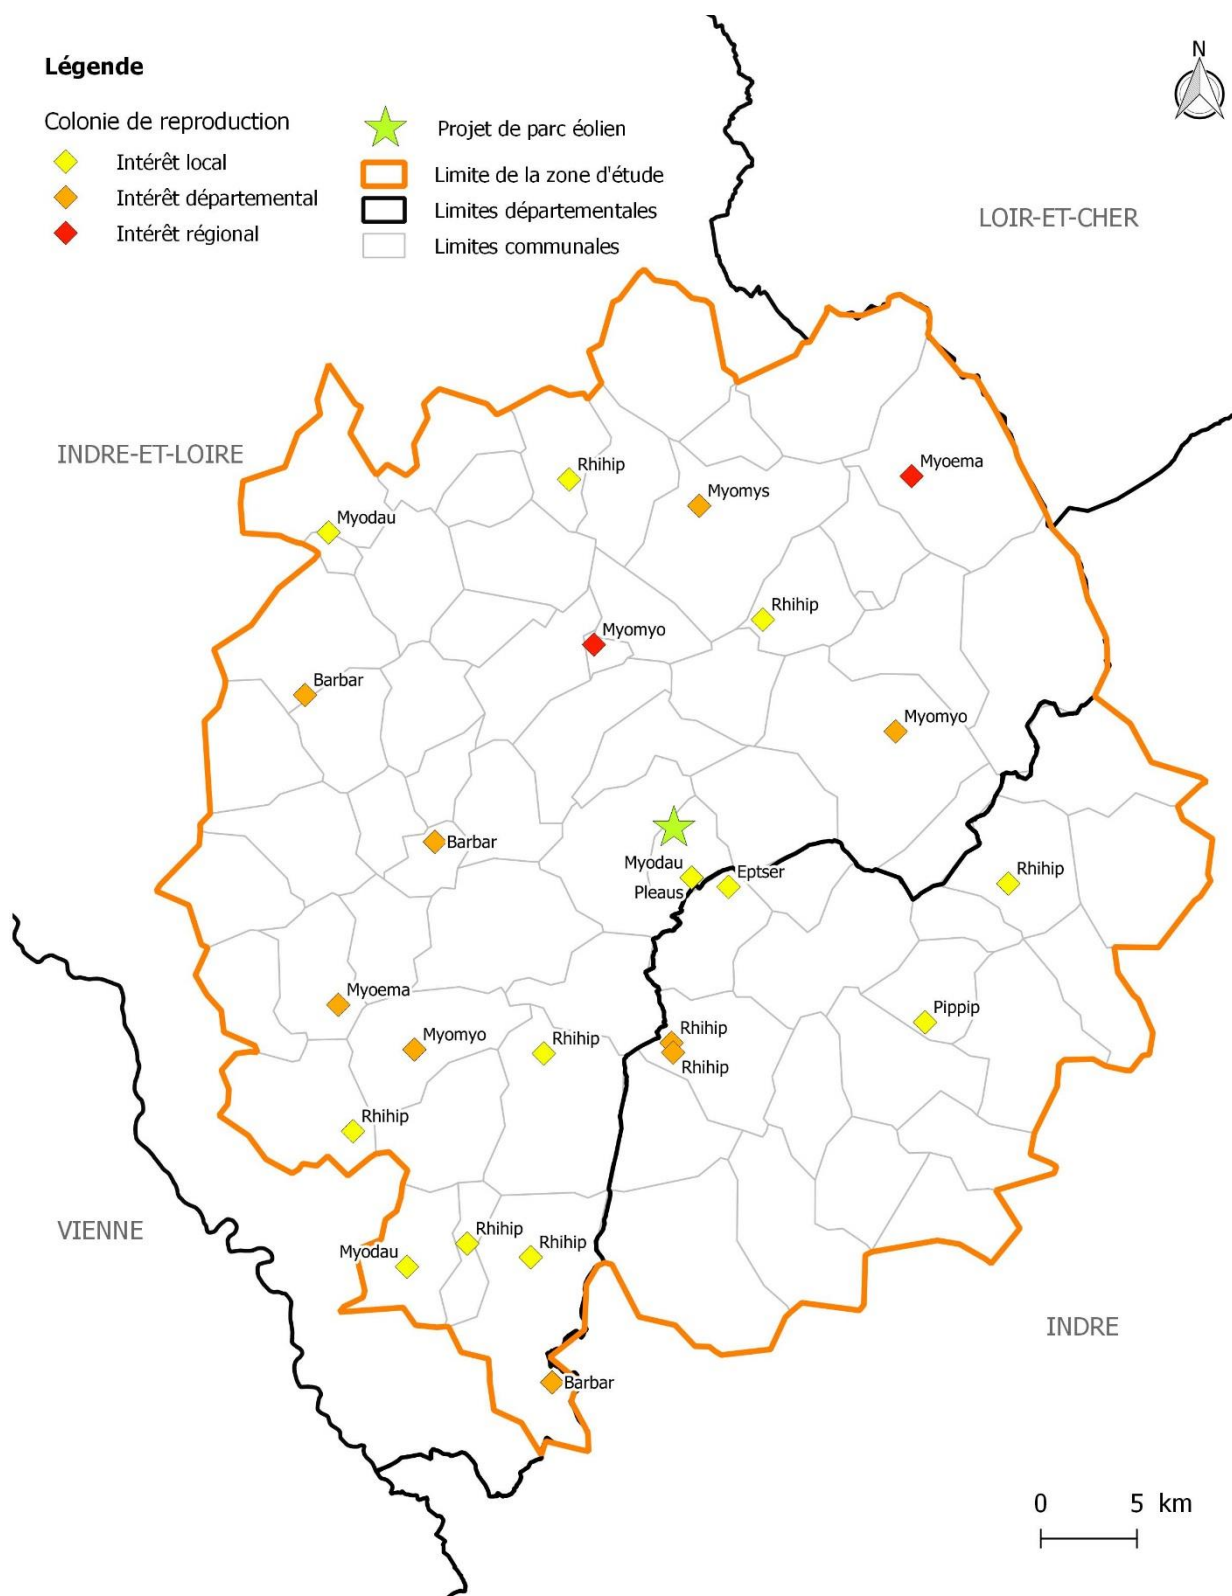 N
Légende
Colonie de reproduction
Intérêt local
Intérêt départemental
Intérêt régional
Projet de parc éolien
Limite de la zone d'étude
Limites départementales
Limites communales
LOIR-ET-CHER
INDRE-ET-LOIRE
Rhihip
Myoema
Myomys
Myodau
Rhihip
Myomyo
Barbar
Myomyo
Barbar
Myodau
Pleaus
Eptser
Rhihip
Myoema
Pippip
Myomyo
Rhihip
Rhihip
Rhihip
Rhihip
VIENNE
Rhihip
Rhihip
Myodau
INDRE
Barbar
0 5 km